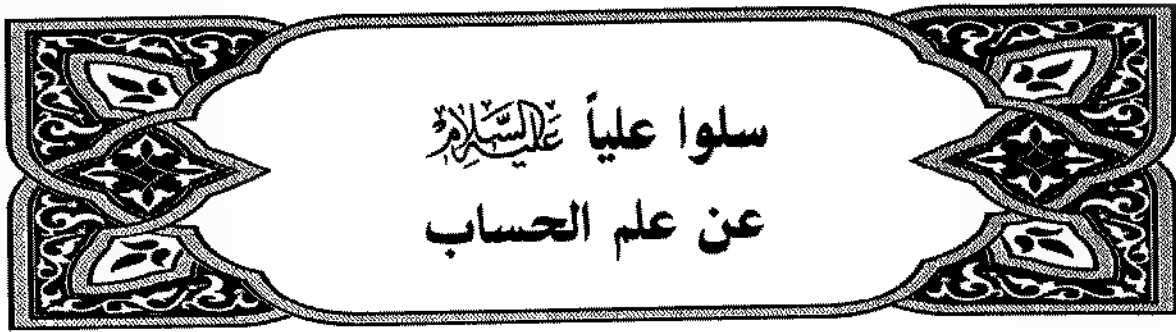 سلوا علياً عَلَيْهِ السَّلَامُ
عن علم الحساب